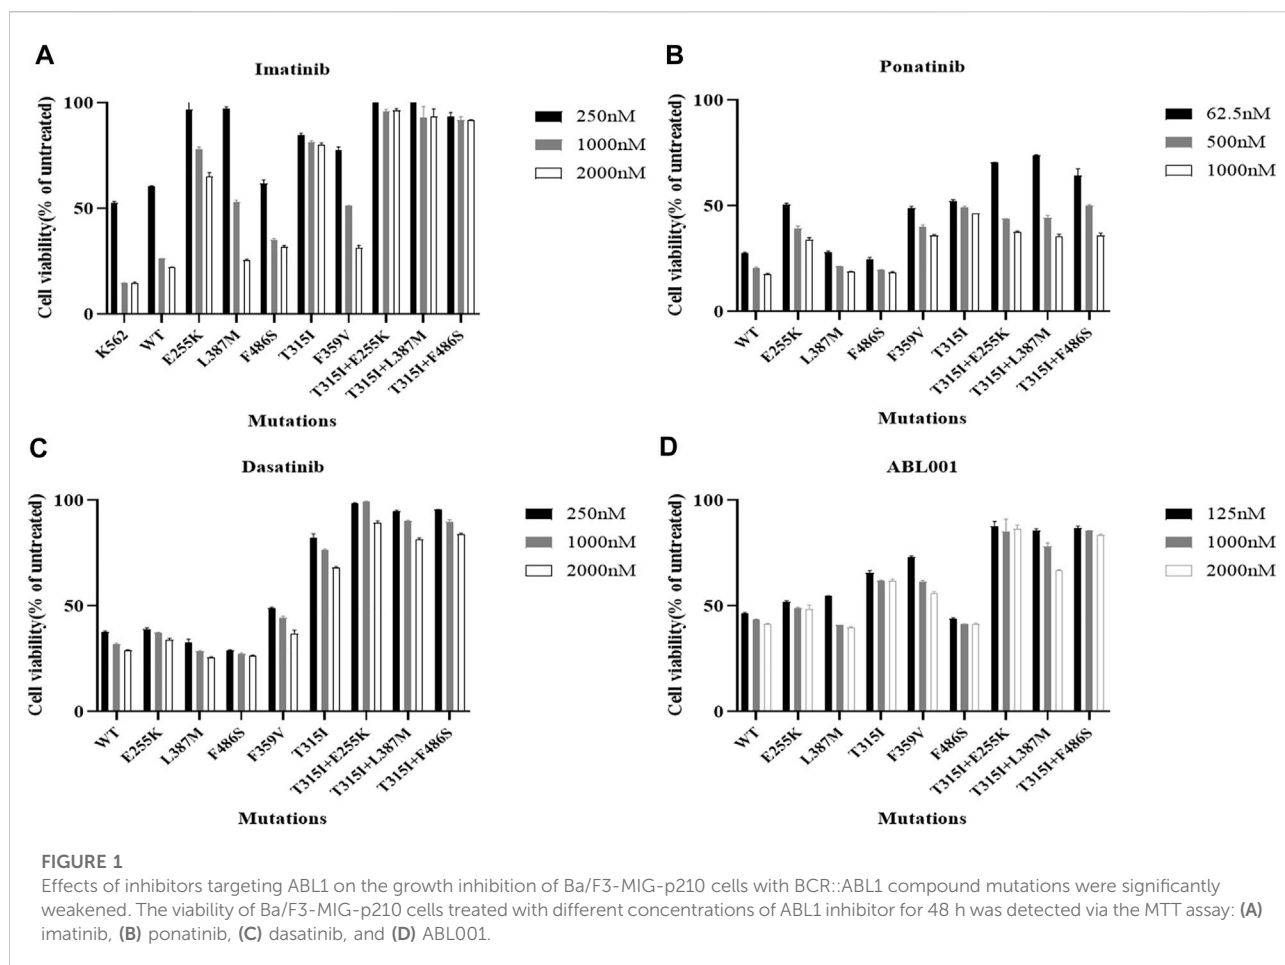 A
Imatinib
Cell viability(% of untreated)
100
50
0
250nM
1000nM
2000nM
K562
WT
E255K
L387M
F486S
T315I
F359V
T315I+E255K
T315I+L387M
T315I+F486S
Mutations
B
Ponatinib
Cell viability(% of untreated)
100
50
0
62.5nM
500nM
1000nM
WT
E255K
L387M
F486S
F359V
T315I
T315I+E255K
T315I+L387M
T315I+F486S
Mutations
C
Dasatinib
Cell viability(% of untreated)
100
50
0
250nM
1000nM
2000nM
WT
E255K
L387M
F486S
F359V
T315I
T315I+E255K
T315I+L387M
T315I+F486S
Mutations
D
ABL001
Cell viability(% of untreated)
100
50
0
125nM
1000nM
2000nM
WT
E255K
L387M
T315I
F359V
F486S
T315I+E255K
T315I+L387M
T315I+F486S
Mutations
FIGURE 1
Effects of inhibitors targeting ABL1 on the growth inhibition of Ba/F3-MIG-p210 cells with BCR::ABL1 compound mutations were significantly
weakened. The viability of Ba/F3-MIG-p210 cells treated with different concentrations of ABL1 inhibitor for 48 h was detected via the MTT assay: (A)
imatinib, (B) ponatinib, (C) dasatinib, and (D) ABL001.